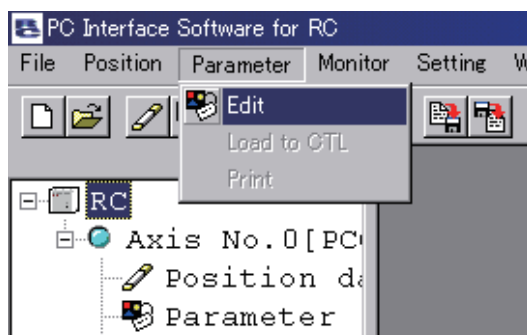 PC Interface Software for RC
File Position Parameter Monitor Setting W
Edit
Load to CTL
Print
RC
Axis No.0[PC
Position da
Parameter